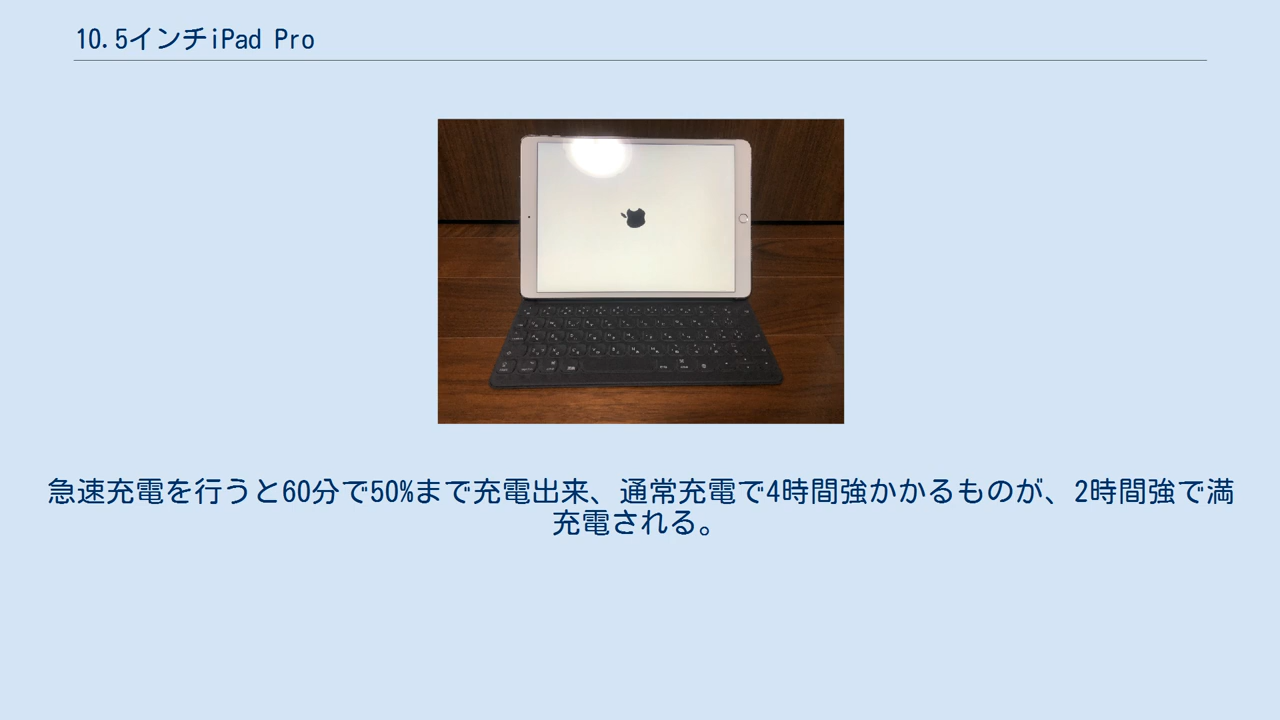 10.5インチiPad Pro
急速充電を行うと60分で50%まで充電出来、通常充電で4時間強かかるものが、2時間強で満
充電される。